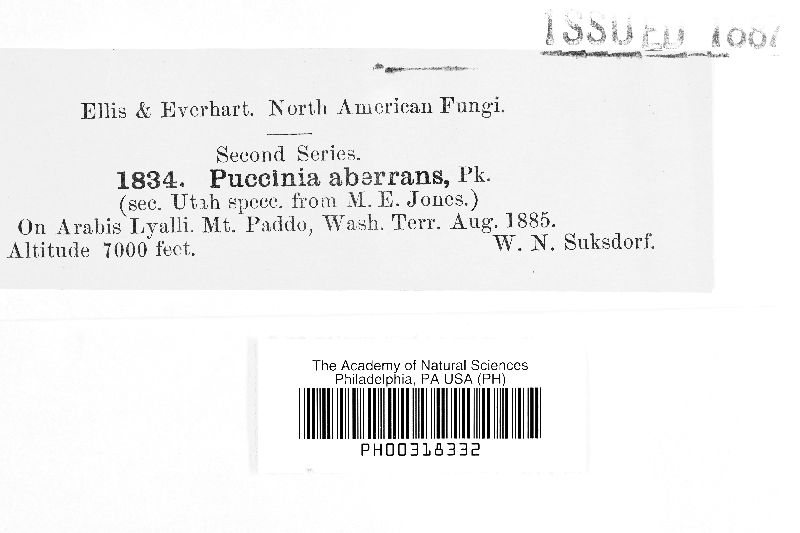 ISSUED 1887
Ellis & Everhart. North American Fungi.
Second Series.
1834. Puccinia aberrans, Pk.
(sec. Utah specc. from M. E. Jones.)
On Arabis Lyalli. Mt. Paddo, Wash. Terr. Aug. 1885.
Altitude 7000 feet. W. N. Suksdorf.
The Academy of Natural Sciences
Philadelphia, PA USA (PH)
PH00318332